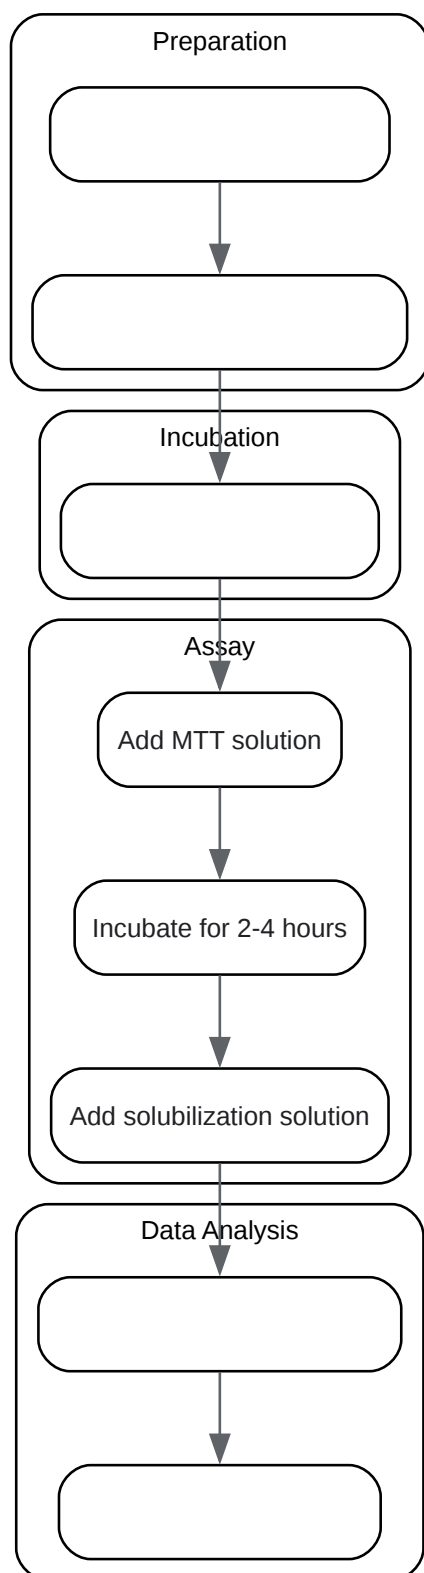 Preparation
Incubation
Assay
Add MTT solution
Incubate for 2-4 hours
Add solubilization solution
Data Analysis